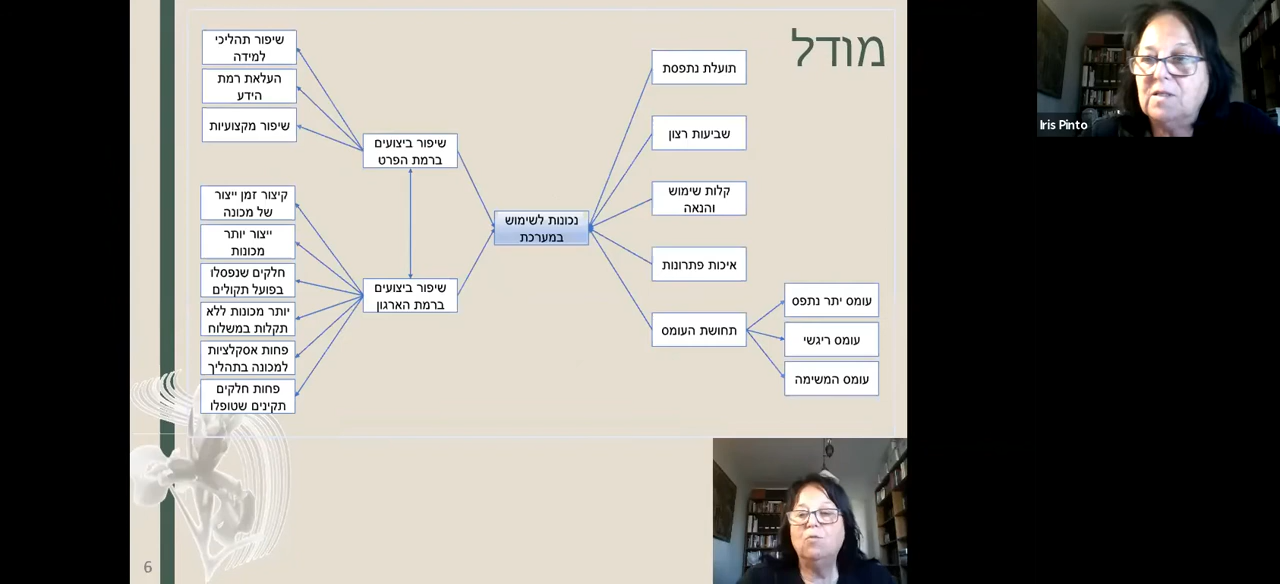 מודל
תועלת נתפסת
שביעות רצון
קלות שימוש
והנאה
איכות פתרונות
תחושת העומס
עומס יתר נתפס
עומס ריגשי
עומס המשימה
נכונות לשימוש
במערכת
שיפור ביצועים
ברמת הפרט
שיפור ביצועים
ברמת הארגון
שיפור תהליכי
למידה
העלאת רמת
הידע
שיפור מקצועיות
קיצור זמן ייצור
של מכונה
ייצור יותר
מכונות
חלקים שנפסלו
בפועל תקולים
יותר מכונות ללא
תקלות במשלוח
פחות אסקלציות
למכונה בתהליך
פחות חלקים
תקינים שטופלו
6
Iris Pinto